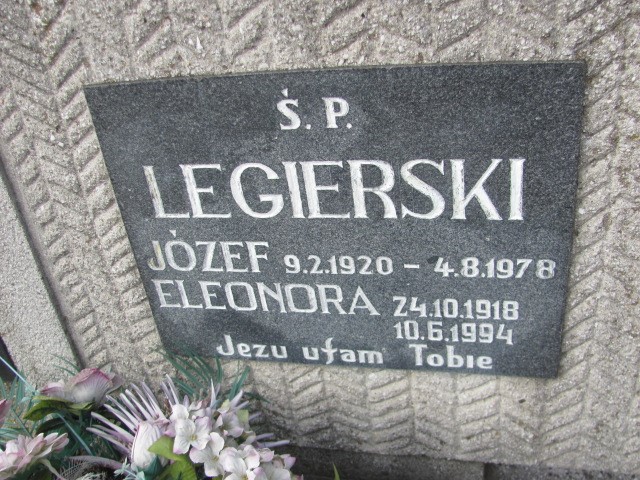 Ś. P.
LEGIERSKI
JÓZEF 9.2.1920 - 4.8.1978
ELEONORA 24.10.1918
10.6.1994
Jezu ufam Tobie